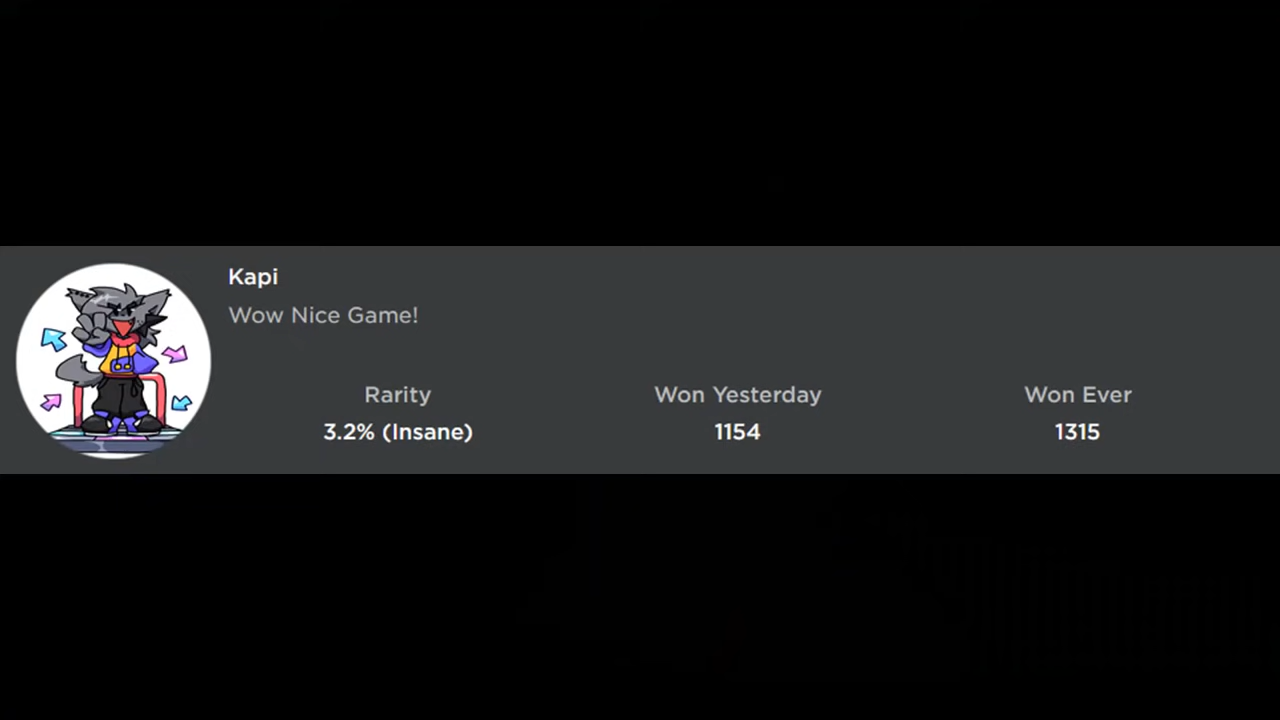 Kapi
Wow Nice Game!
Rarity
Won Yesterday
Won Ever
3.2% (Insane)
1154
1315